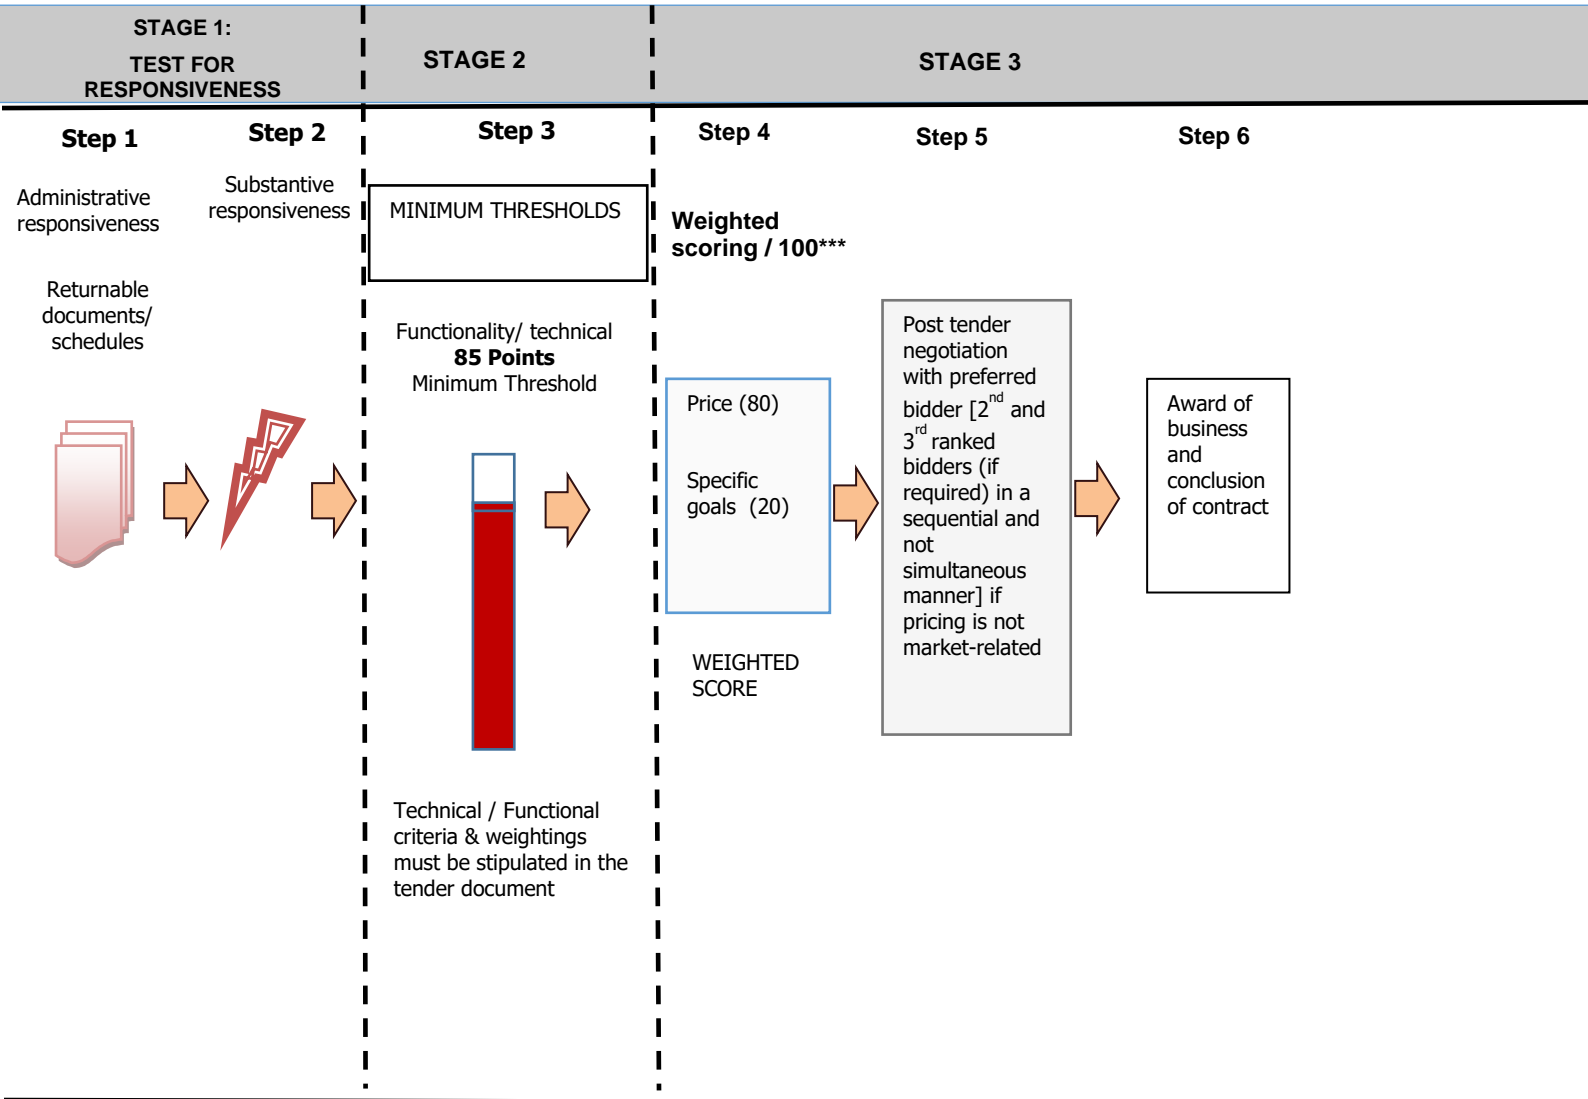 STAGE 1:
TEST FOR
RESPONSIVENESS
STAGE 2
STAGE 3
Step 1
Step 2
Step 3
Step 4
Step 5
Step 6
Administrative
responsiveness
Returnable
documents/
schedules
Substantive
responsiveness
MINIMUM THRESHOLDS
Functionality/ technical
85 Points
Minimum Threshold
Technical / Functional
criteria & weightings
must be stipulated in the
tender document
Weighted
scoring / 100***
Price (80)
Specific
goals (20)
WEIGHTED
SCORE
Post tender
negotiation
with preferred
bidder [2nd and
3rd ranked
bidders (if
required) in a
sequential and
not
simultaneous
manner] if
pricing is not
market-related
Award of
business
and
conclusion
of contract